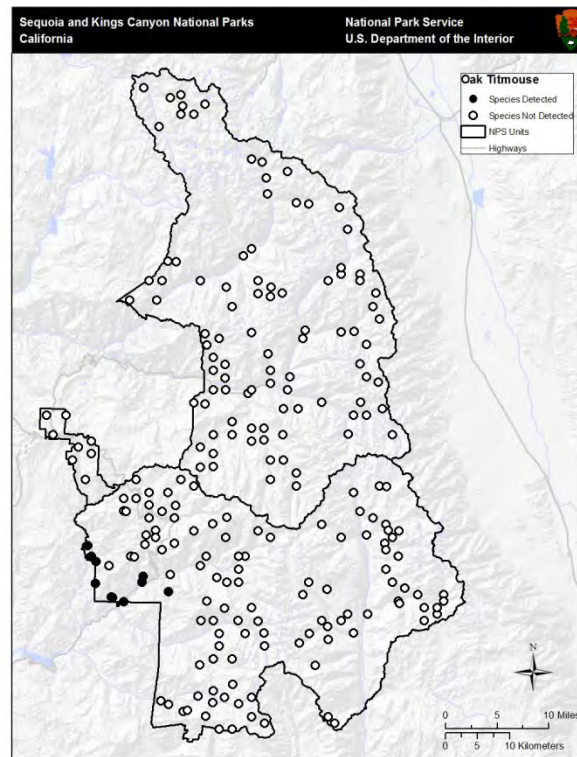 Sequoia and Kings Canyon National Parks
California
National Park Service
U.S. Department of the Interior
Oak Titmouse
Species Detected
Species Not Detected
NPS Units
Highways
N
0 5 10 Miles
0 5 10 Kilometers